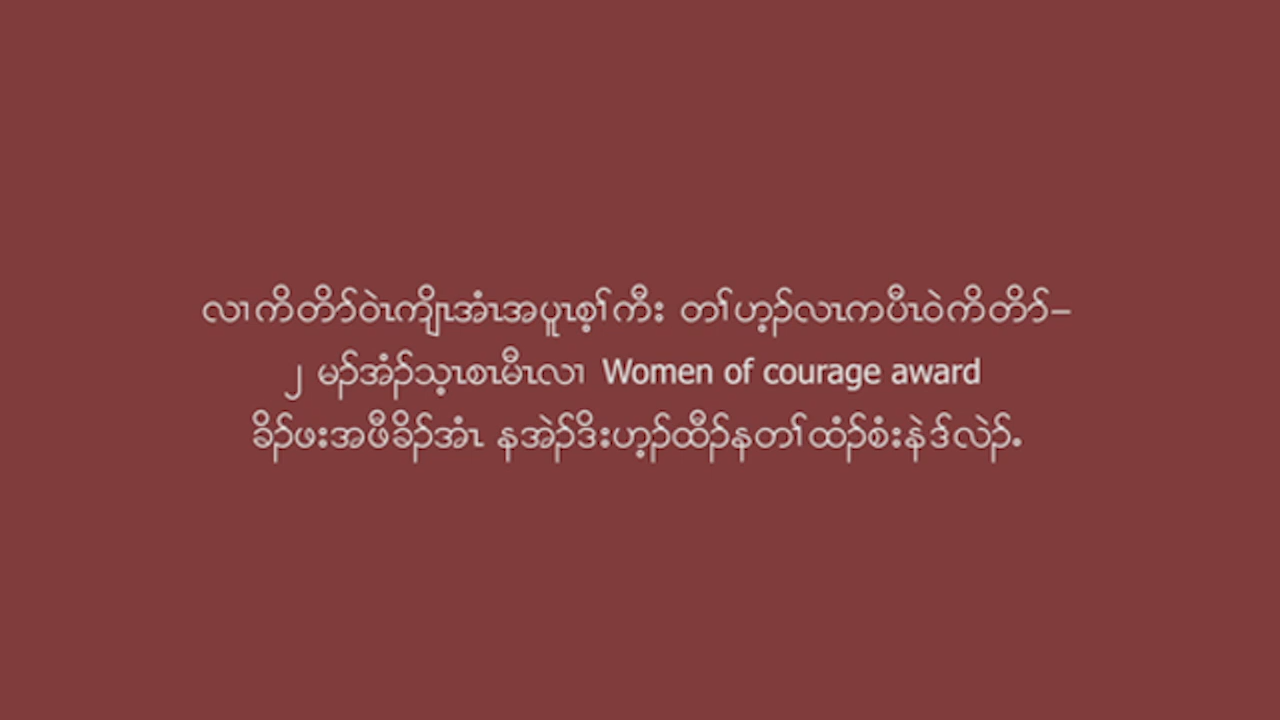 လၢကိတိာ်ဝဲၤကျိၤအံၤအပူၤစ့ၢ်ကီး တၢ်ဟ့ၣ်လၤကပီၤဝဲကိတိာ်–
၂ မၣ်အံၣ်သ့ၤစၤမီၤလၢ Women of courage award
ခိၣ်ဖးအဖီခိၣ်အံၤ နအဲၣ်ဒိးဟ့ၣ်ထီၣ်နတၢ်ထံၣ်စံးနဲဒ်လဲၣ်.